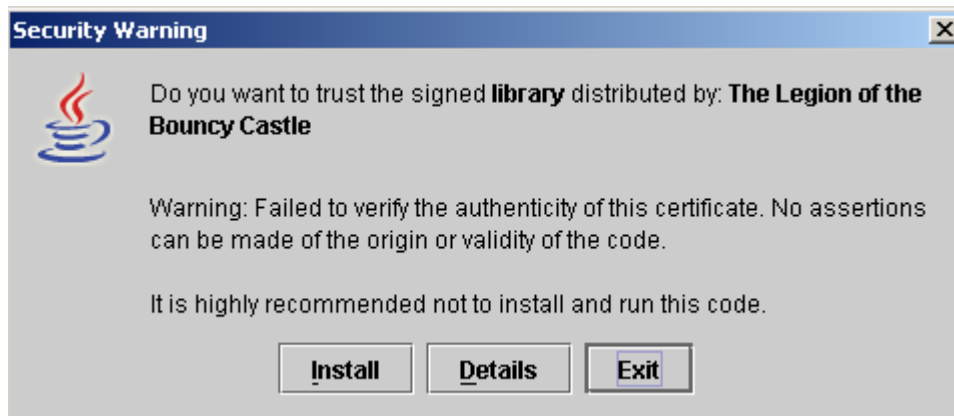 Security Warning
Do you want to trust the signed library distributed by: The Legion of the
Bouncy Castle
Warning: Failed to verify the authenticity of this certificate. No assertions
can be made of the origin or validity of the code.
It is highly recommended not to install and run this code.
Install Details Exit